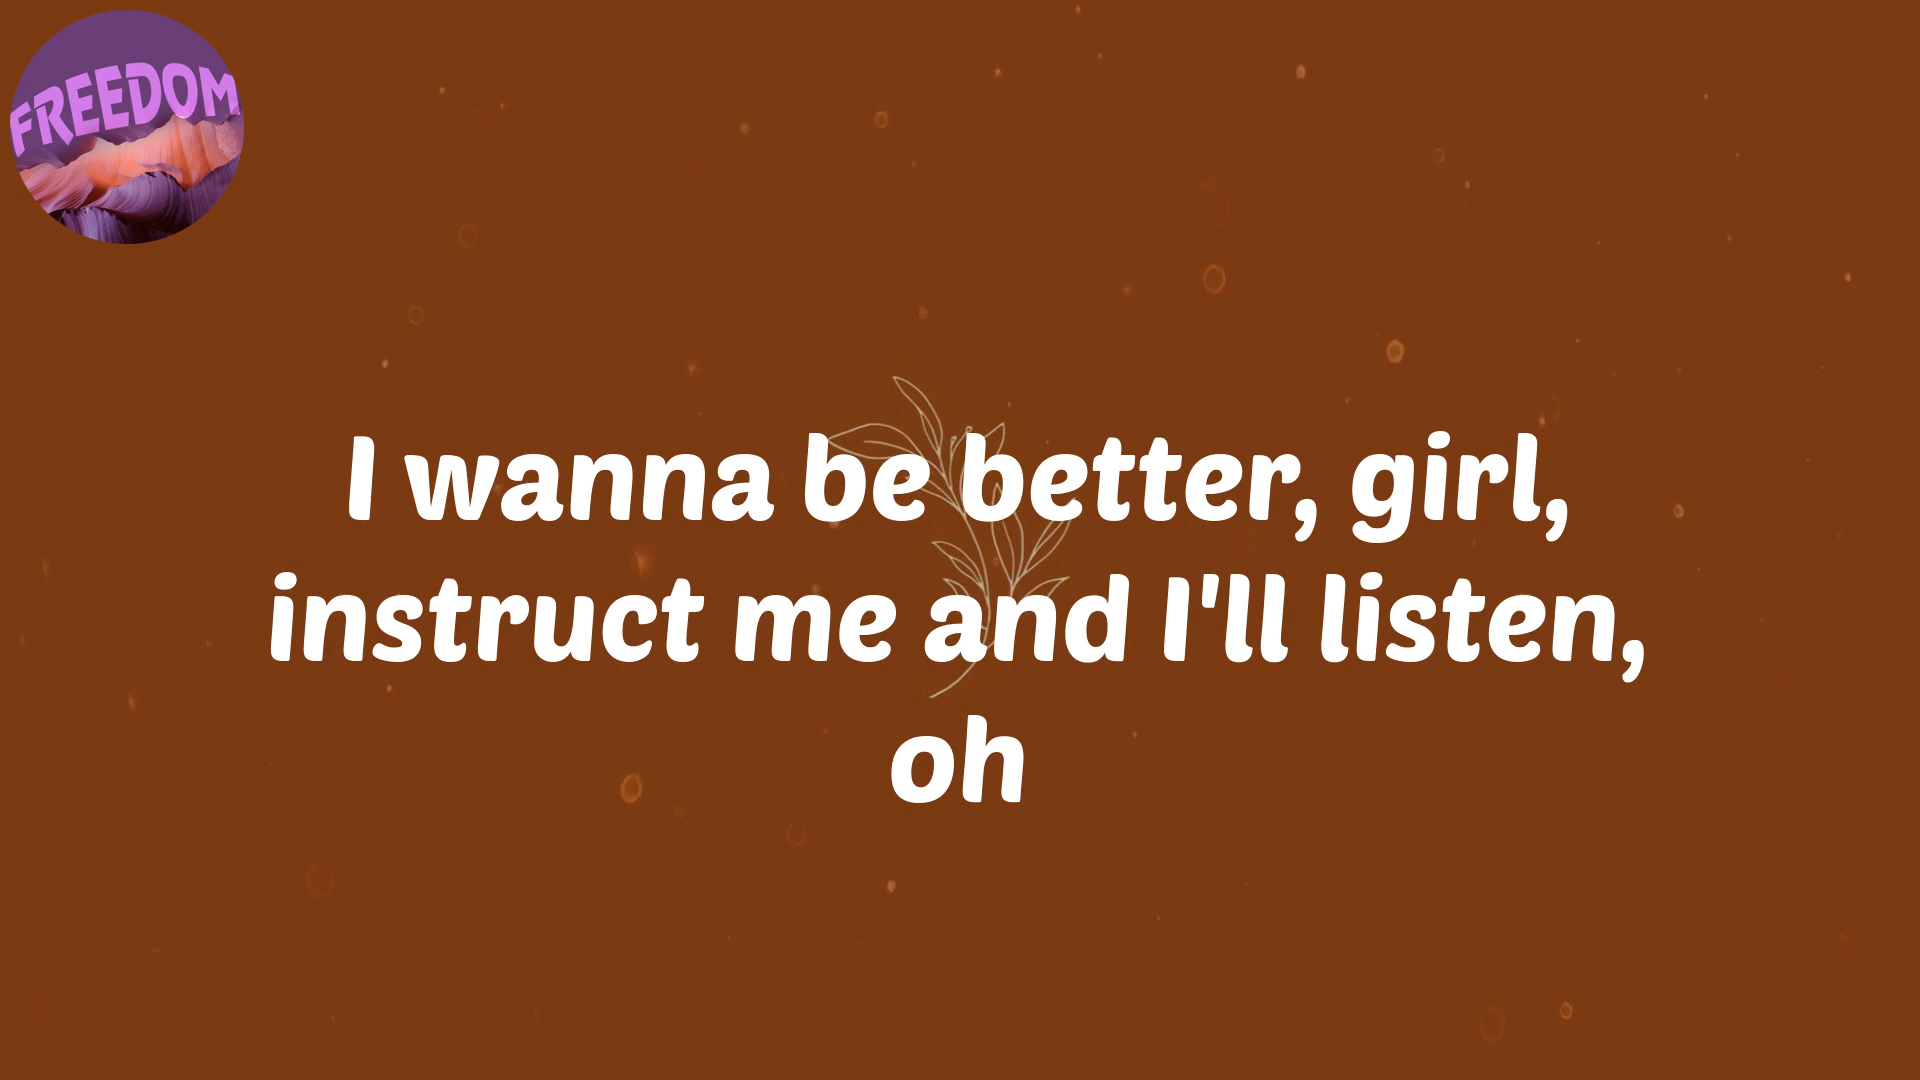 FREEDOM
I wanna be better, girl,
instruct me and I'll listen,
oh